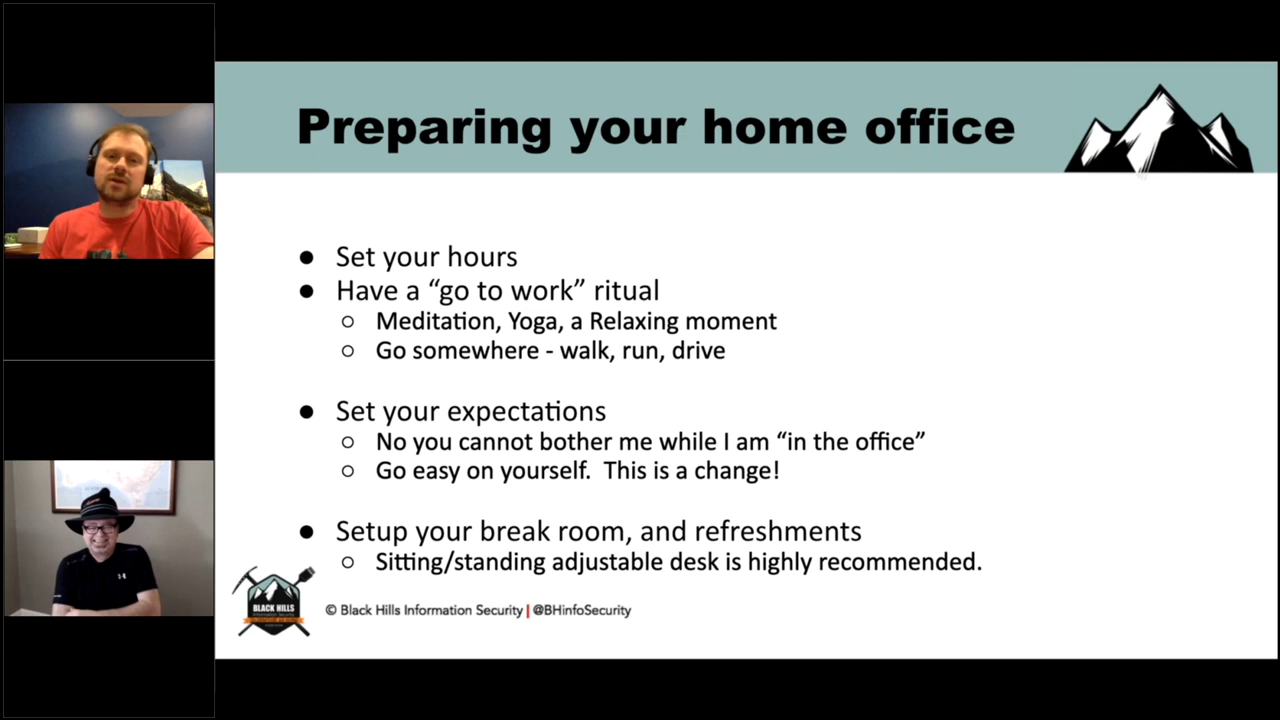 Preparing your home office
● Set your hours
● Have a “go to work” ritual
○ Meditation, Yoga, a Relaxing moment
○ Go somewhere - walk, run, drive
● Set your expectations
○ No you cannot bother me while I am “in the office”
○ Go easy on yourself.  This is a change!
● Setup your break room, and refreshments
○ Sitting/standing adjustable desk is highly recommended.
BLACK HILLS
Information Security
© Black Hills Information Security | @BHinfoSecurity